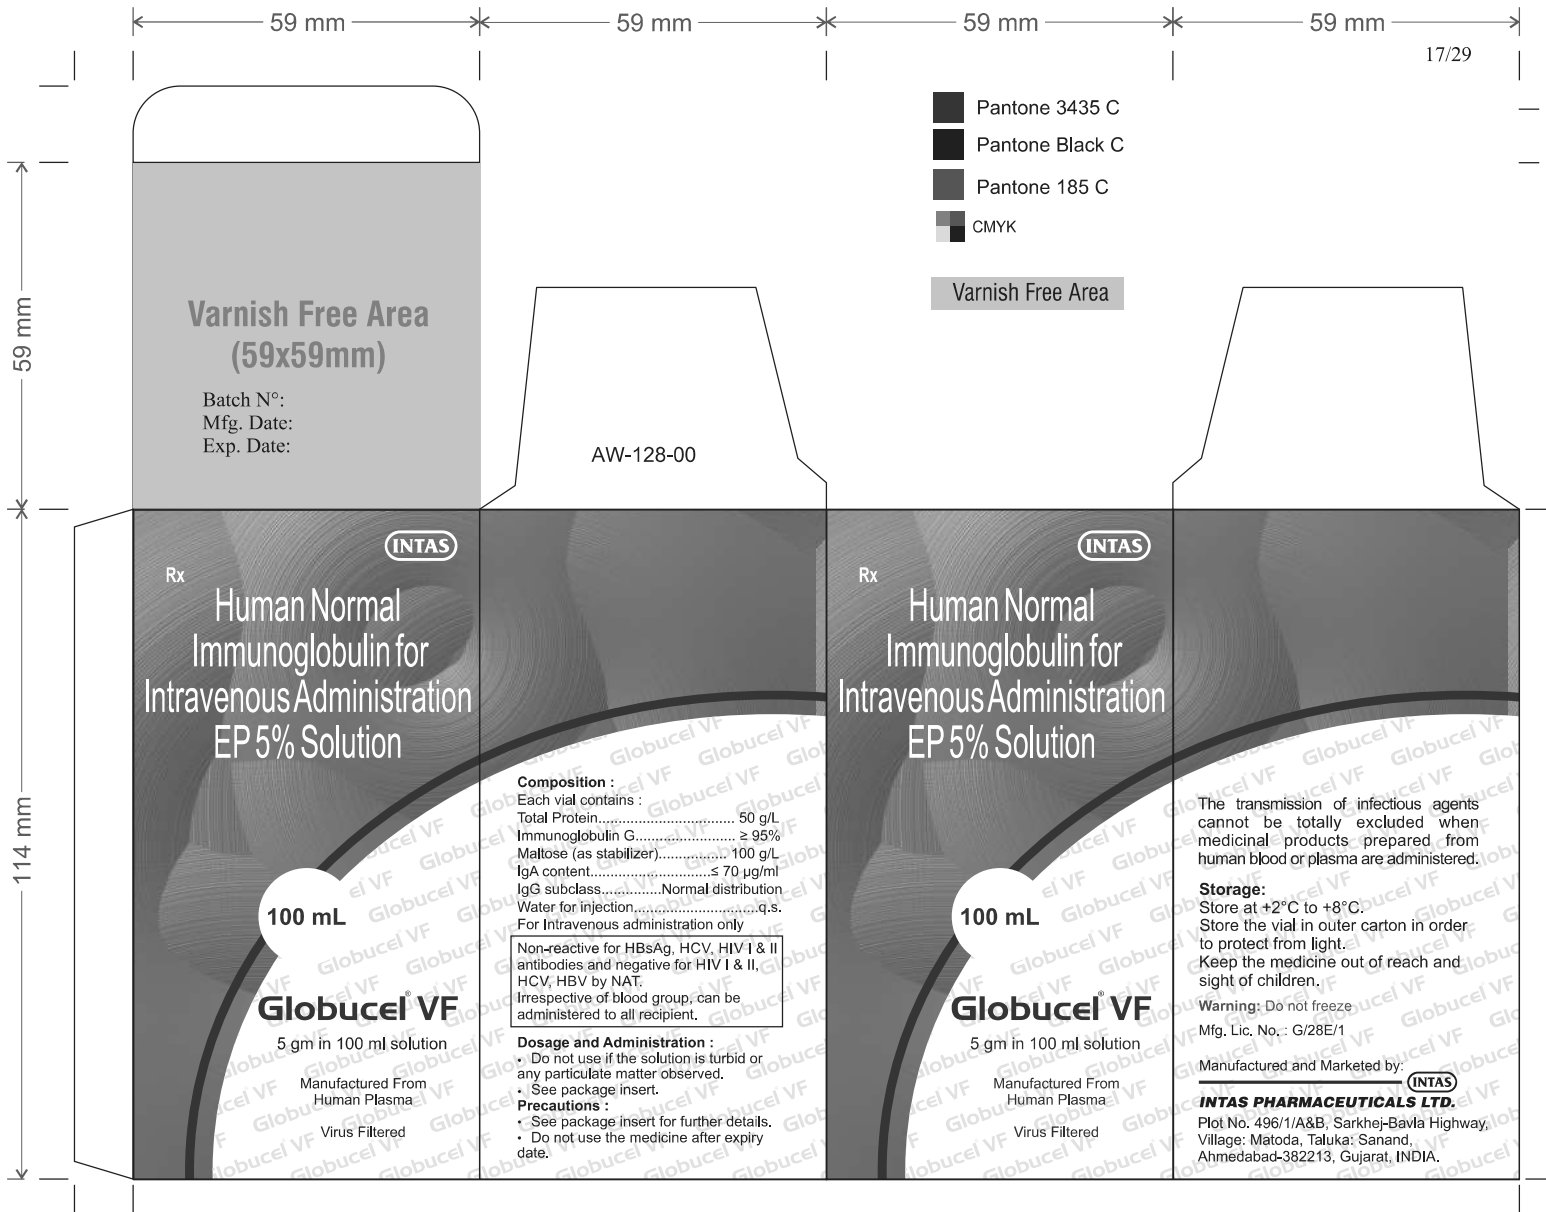 59 mm
59 mm
59 mm
59 mm
17/29
Pantone 3435 C
Pantone Black C
Pantone 185 C
CMYK
Varnish Free Area
59 mm
Varnish Free Area
(59x59mm)
Batch N°:
Mfg. Date:
Exp. Date:
AW-128-00
114 mm
INTAS
Rx
Human Normal
Immunoglobulin for
Intravenous Administration
EP 5% Solution
100 mL
Globucel® VF
5 gm in 100 ml solution
Manufactured From
Human Plasma
Virus Filtered
Composition :
Each vial contains :
Total Protein................................. 50 g/L
Immunoglobulin G........................ ≥ 95%
Maltose (as stabilizer)................ 100 g/L
IgA content.............................≤ 70 µg/ml
IgG subclass..............Normal distribution
Water for injection.............................q.s.
For Intravenous administration only
Non-reactive for HBsAg, HCV, HIV I & II
antibodies and negative for HIV I & II,
HCV, HBV by NAT.
Irrespective of blood group, can be
administered to all recipient.
Dosage and Administration :
• Do not use if the solution is turbid or
any particulate matter observed.
• See package insert.
Precautions :
• See package insert for further details.
• Do not use the medicine after expiry
date.
INTAS
Rx
Human Normal
Immunoglobulin for
Intravenous Administration
EP 5% Solution
100 mL
Globucel® VF
5 gm in 100 ml solution
Manufactured From
Human Plasma
Virus Filtered
The transmission of infectious agents
cannot be totally excluded when
medicinal products prepared from
human blood or plasma are administered.
Storage:
Store at +2°C to +8°C.
Store the vial in outer carton in order
to protect from light.
Keep the medicine out of reach and
sight of children.
Warning: Do not freeze
Mfg. Lic. No. : G/28E/1
Manufactured and Marketed by:
INTAS
INTAS PHARMACEUTICALS LTD.
Plot No. 496/1/A&B, Sarkhej-Bavla Highway,
Village: Matoda, Taluka: Sanand,
Ahmedabad-382213, Gujarat, INDIA.